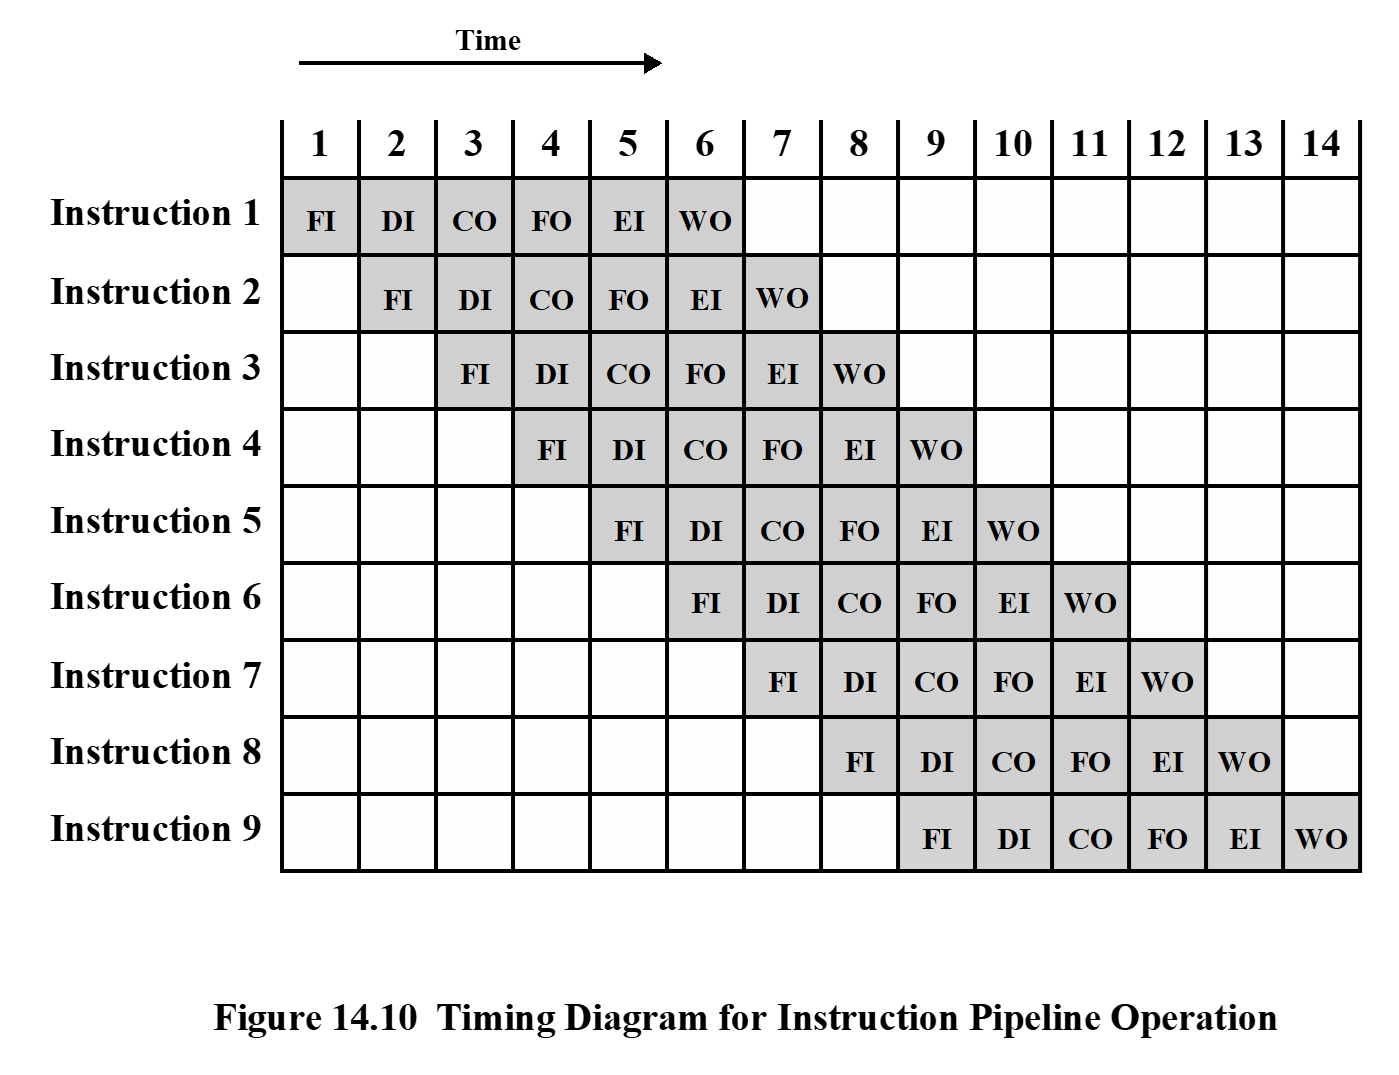 Time
1 2 3 4 5 6 7 8 9 10 11 12 13 14
Instruction 1 FI DI CO FO EI WO
Instruction 2 FI DI CO FO EI WO
Instruction 3 FI DI CO FO EI WO
Instruction 4 FI DI CO FO EI WO
Instruction 5 FI DI CO FO EI WO
Instruction 6 FI DI CO FO EI WO
Instruction 7 FI DI CO FO EI WO
Instruction 8 FI DI CO FO EI WO
Instruction 9 FI DI CO FO EI WO
Figure 14.10 Timing Diagram for Instruction Pipeline Operation